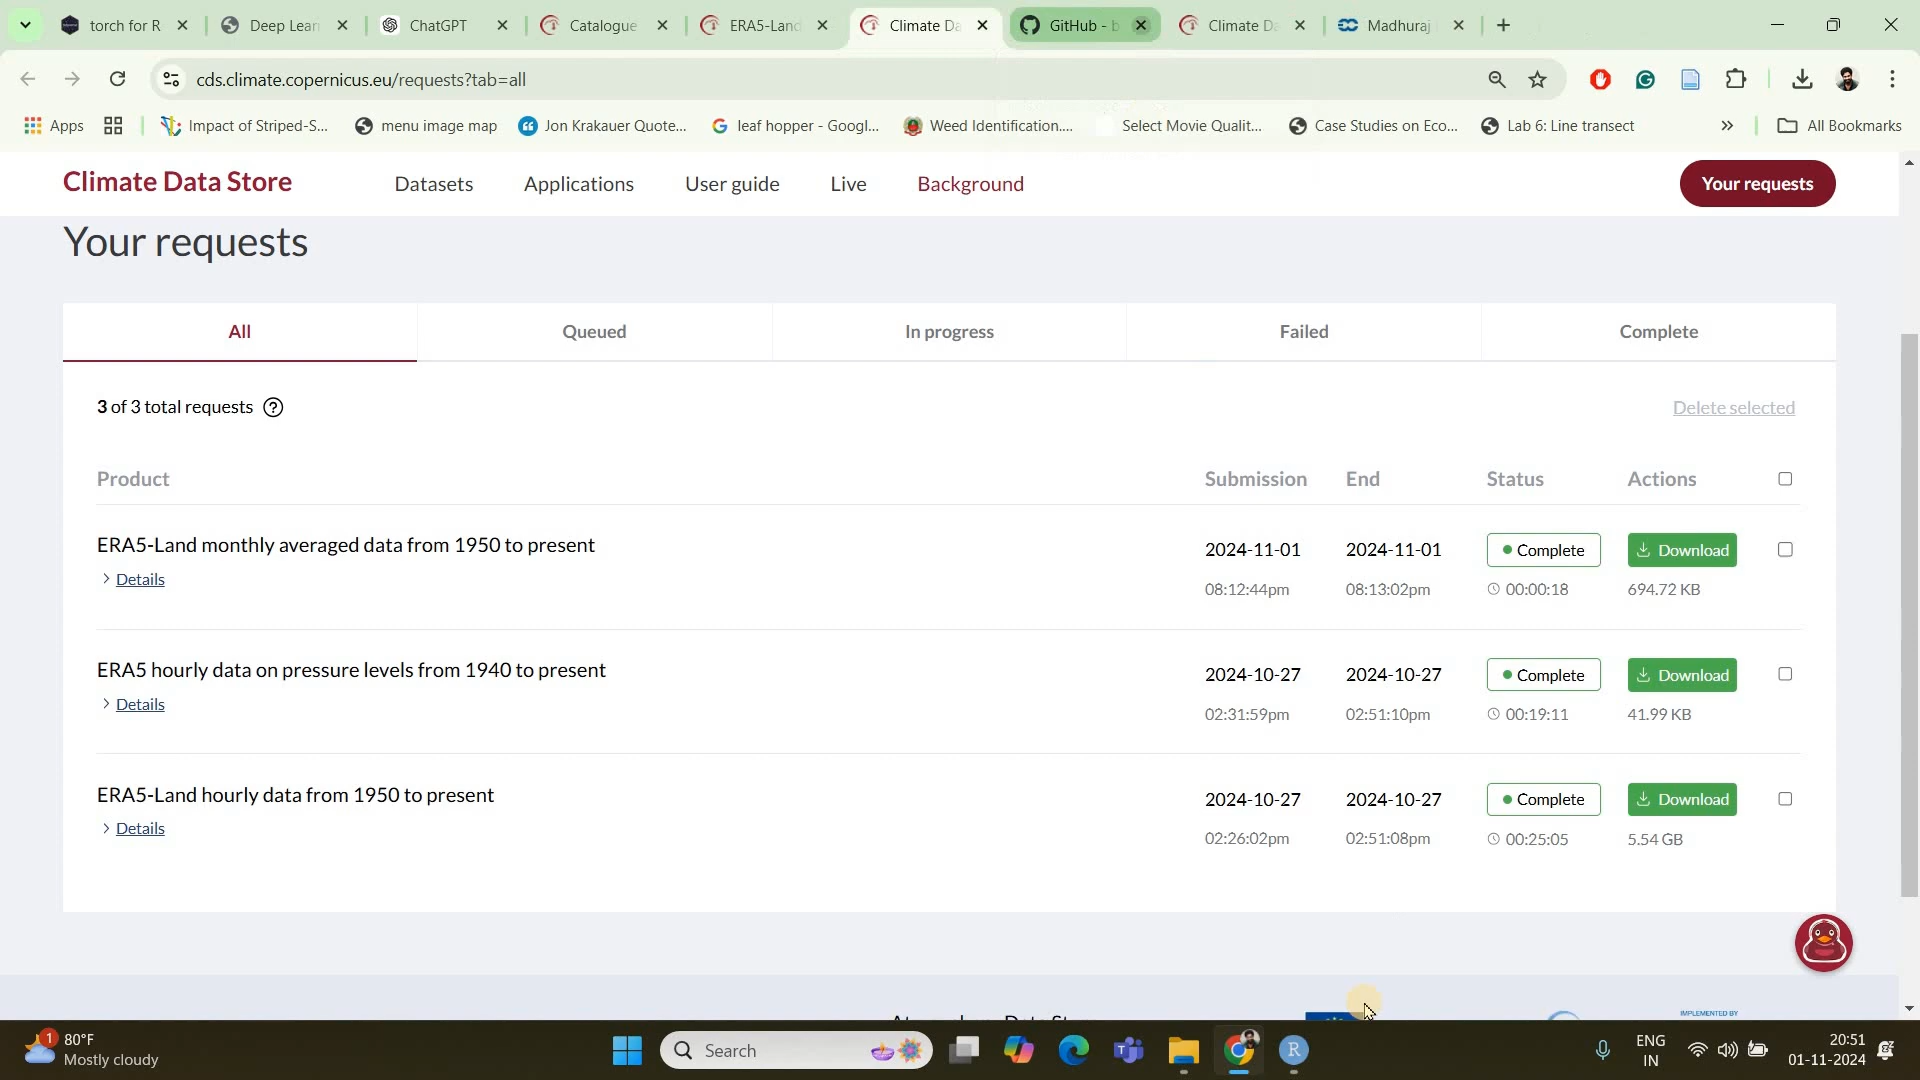 torch for R
Deep Lear
ChatGPT
Catalogue
ERA5-Land
Climate Da
GitHub - b
Climate Da
Madhuraj
cds.climate.copernicus.eu/requests?tab=all
Apps
Impact of Striped-S...
menu image map
Jon Krakauer Quote...
leaf hopper - Googl...
Weed Identification....
Select Movie Qualit...
Case Studies on Eco...
Lab 6: Line transect
All Bookmarks
Climate Data Store
Datasets
Applications
User guide
Live
Background
Your requests
Your requests
All
Queued
In progress
Failed
Complete
3 of 3 total requests
Delete selected
Product
Submission
End
Status
Actions
ERA5-Land monthly averaged data from 1950 to present
2024-11-01
2024-11-01
Complete
Download
Details
08:12:44pm
08:13:02pm
00:00:18
694.72 KB
ERA5 hourly data on pressure levels from 1940 to present
2024-10-27
2024-10-27
Complete
Download
Details
02:31:59pm
02:51:10pm
00:19:11
41.99 KB
ERA5-Land hourly data from 1950 to present
2024-10-27
2024-10-27
Complete
Download
Details
02:26:02pm
02:51:08pm
00:25:05
5.54 GB
IMPLEMENTED BY
1
80°F
Mostly cloudy
Search
R
ENG
IN
20:51
01-11-2024